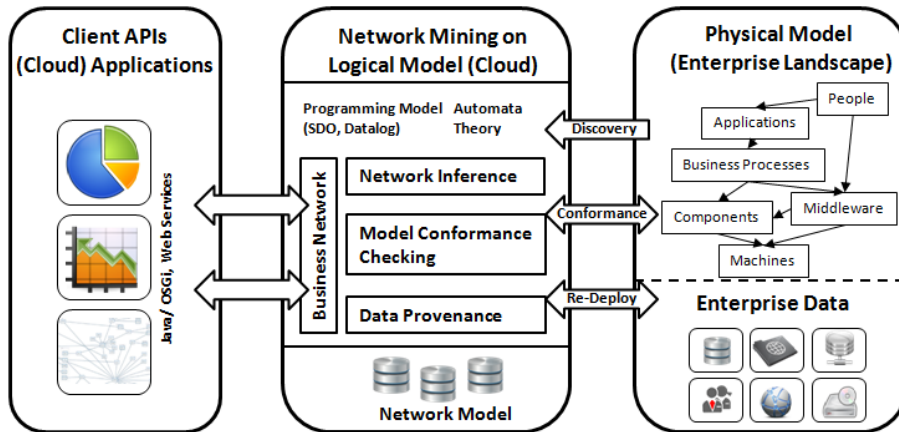 Client APIs
(Cloud) Applications
Java/ OSGi, Web Services
Network Mining on
Logical Model (Cloud)
Programming Model
(SDO, Datalog)
Automata
Theory
Business Network
Network Inference
Model Conformance
Checking
Data Provenance
Network Model
Discovery
Conformance
Re-Deploy
Physical Model
(Enterprise Landscape)
People
Applications
Business Processes
Components
Middleware
Machines
Enterprise Data